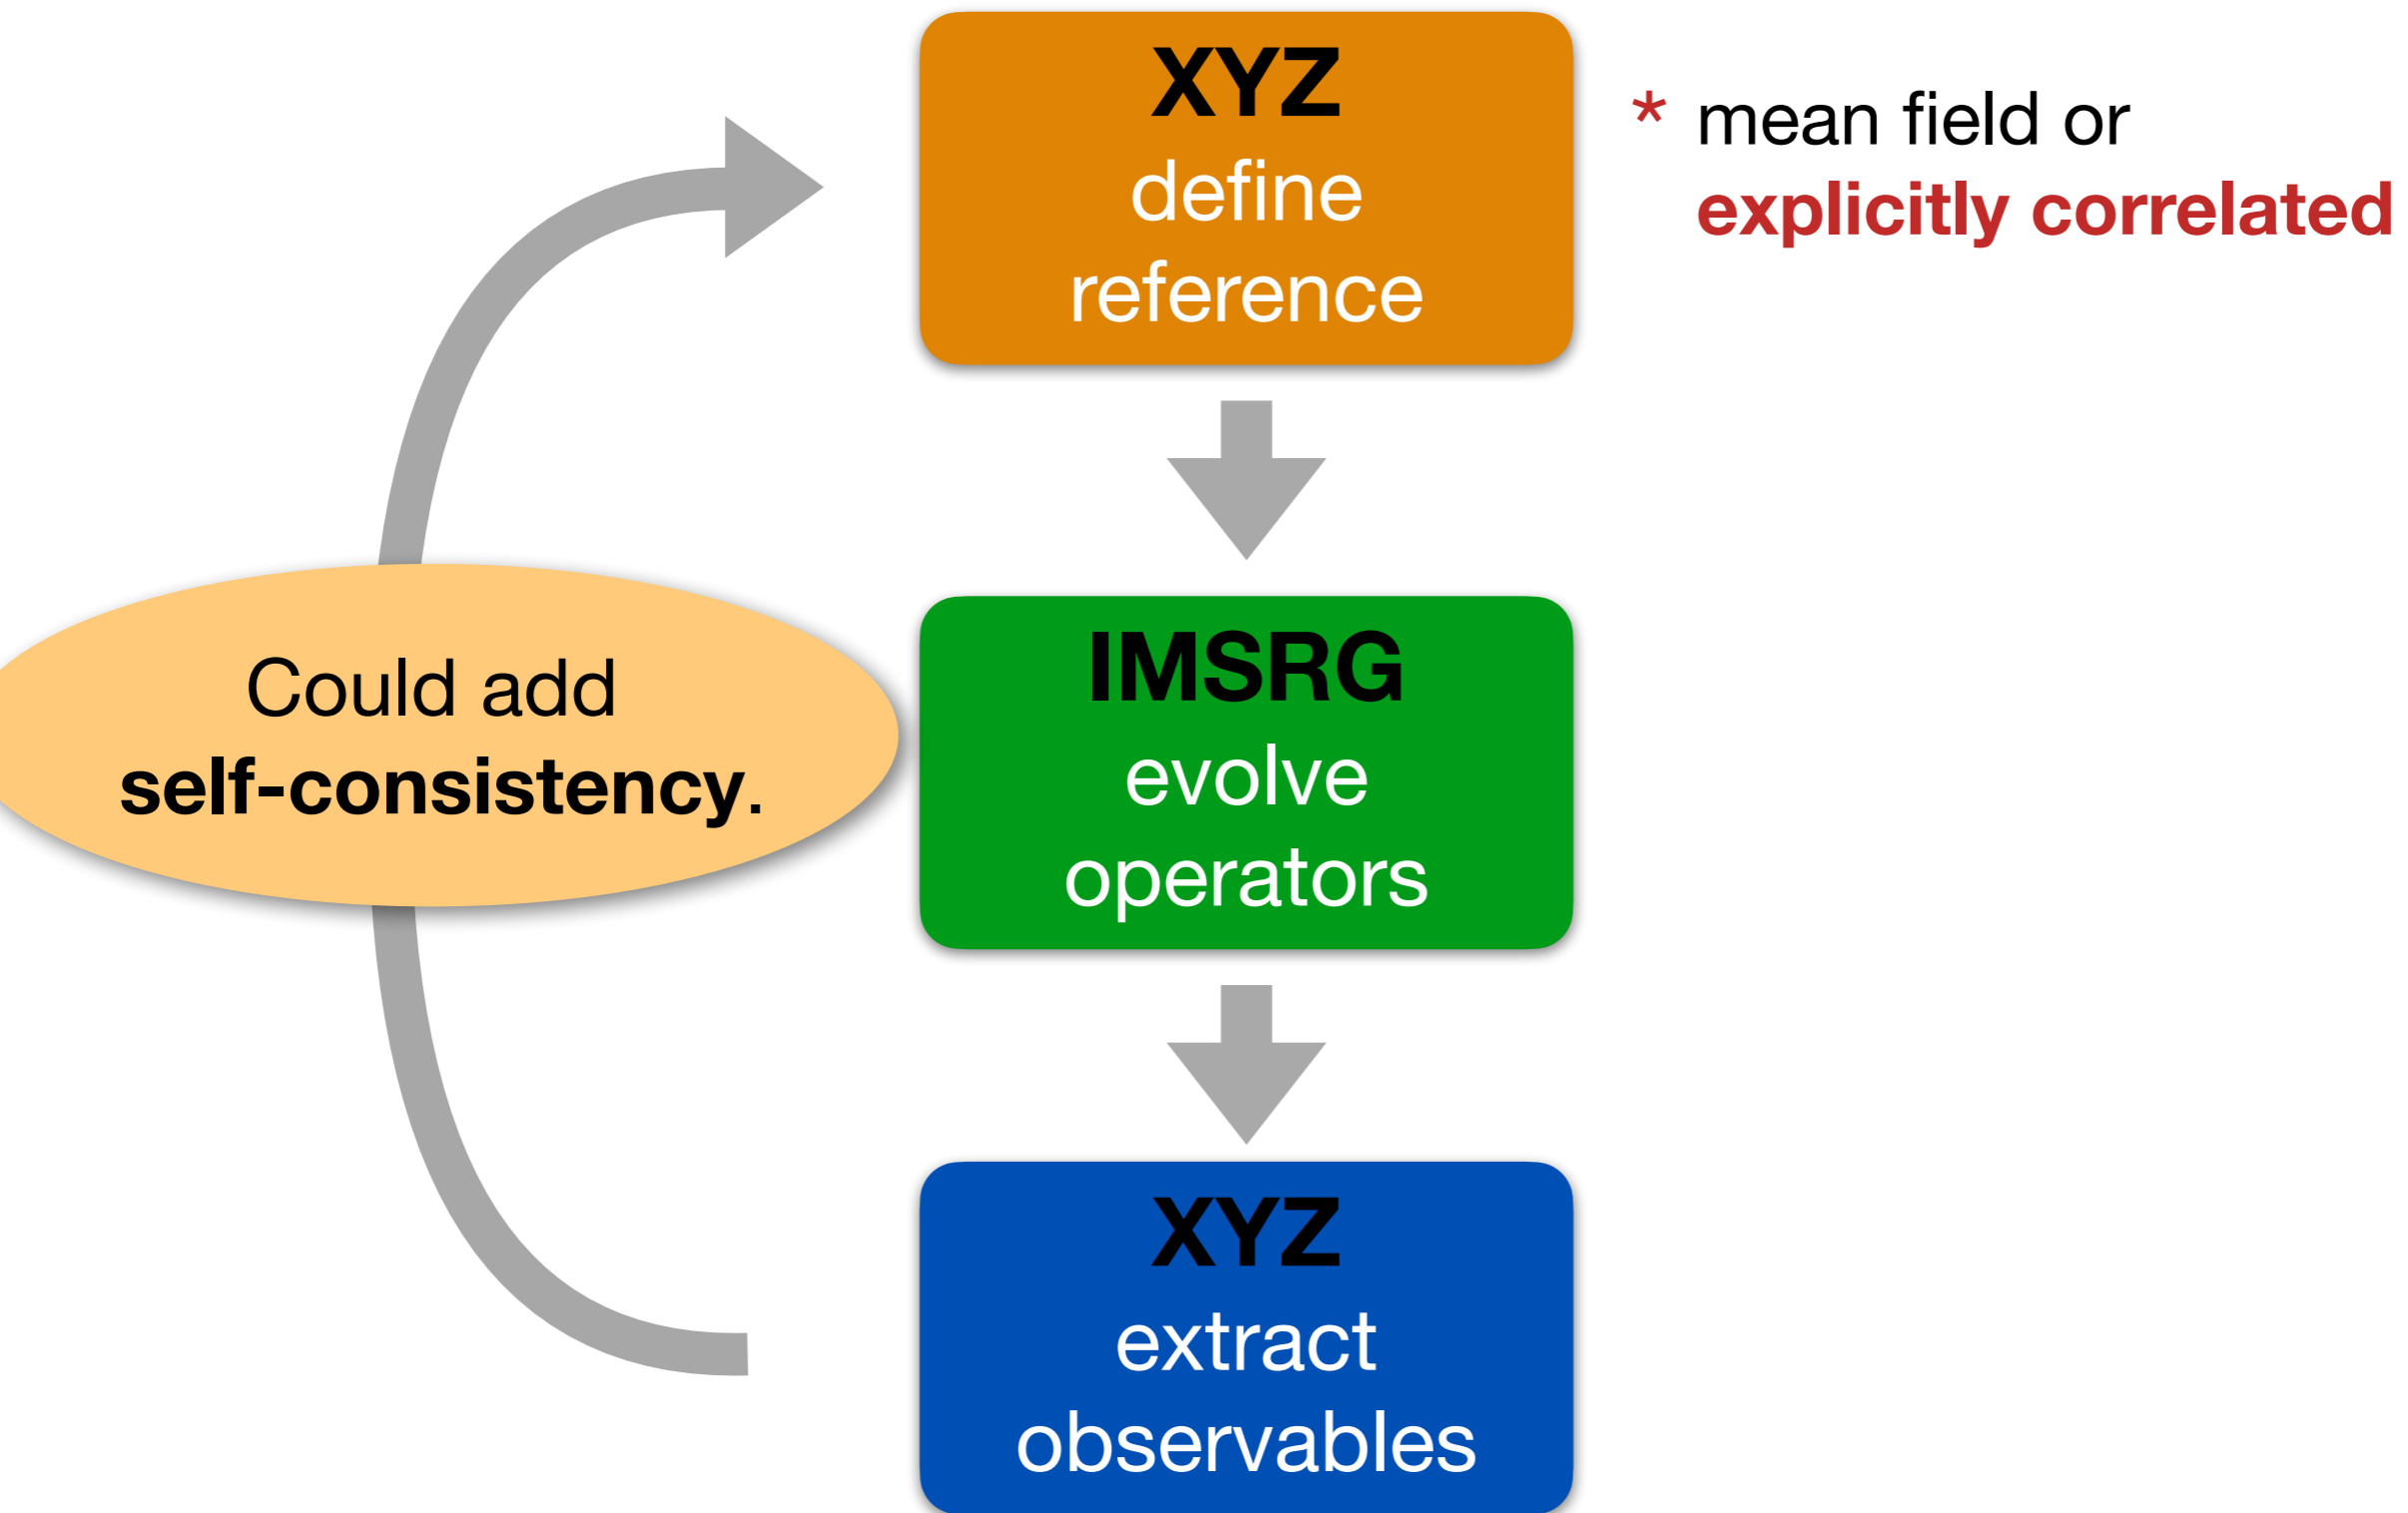 XYZ
define
reference
* mean field or
explicitly correlated
Could add
self-consistency.
IMSRG
evolve
operators
XYZ
extract
observables